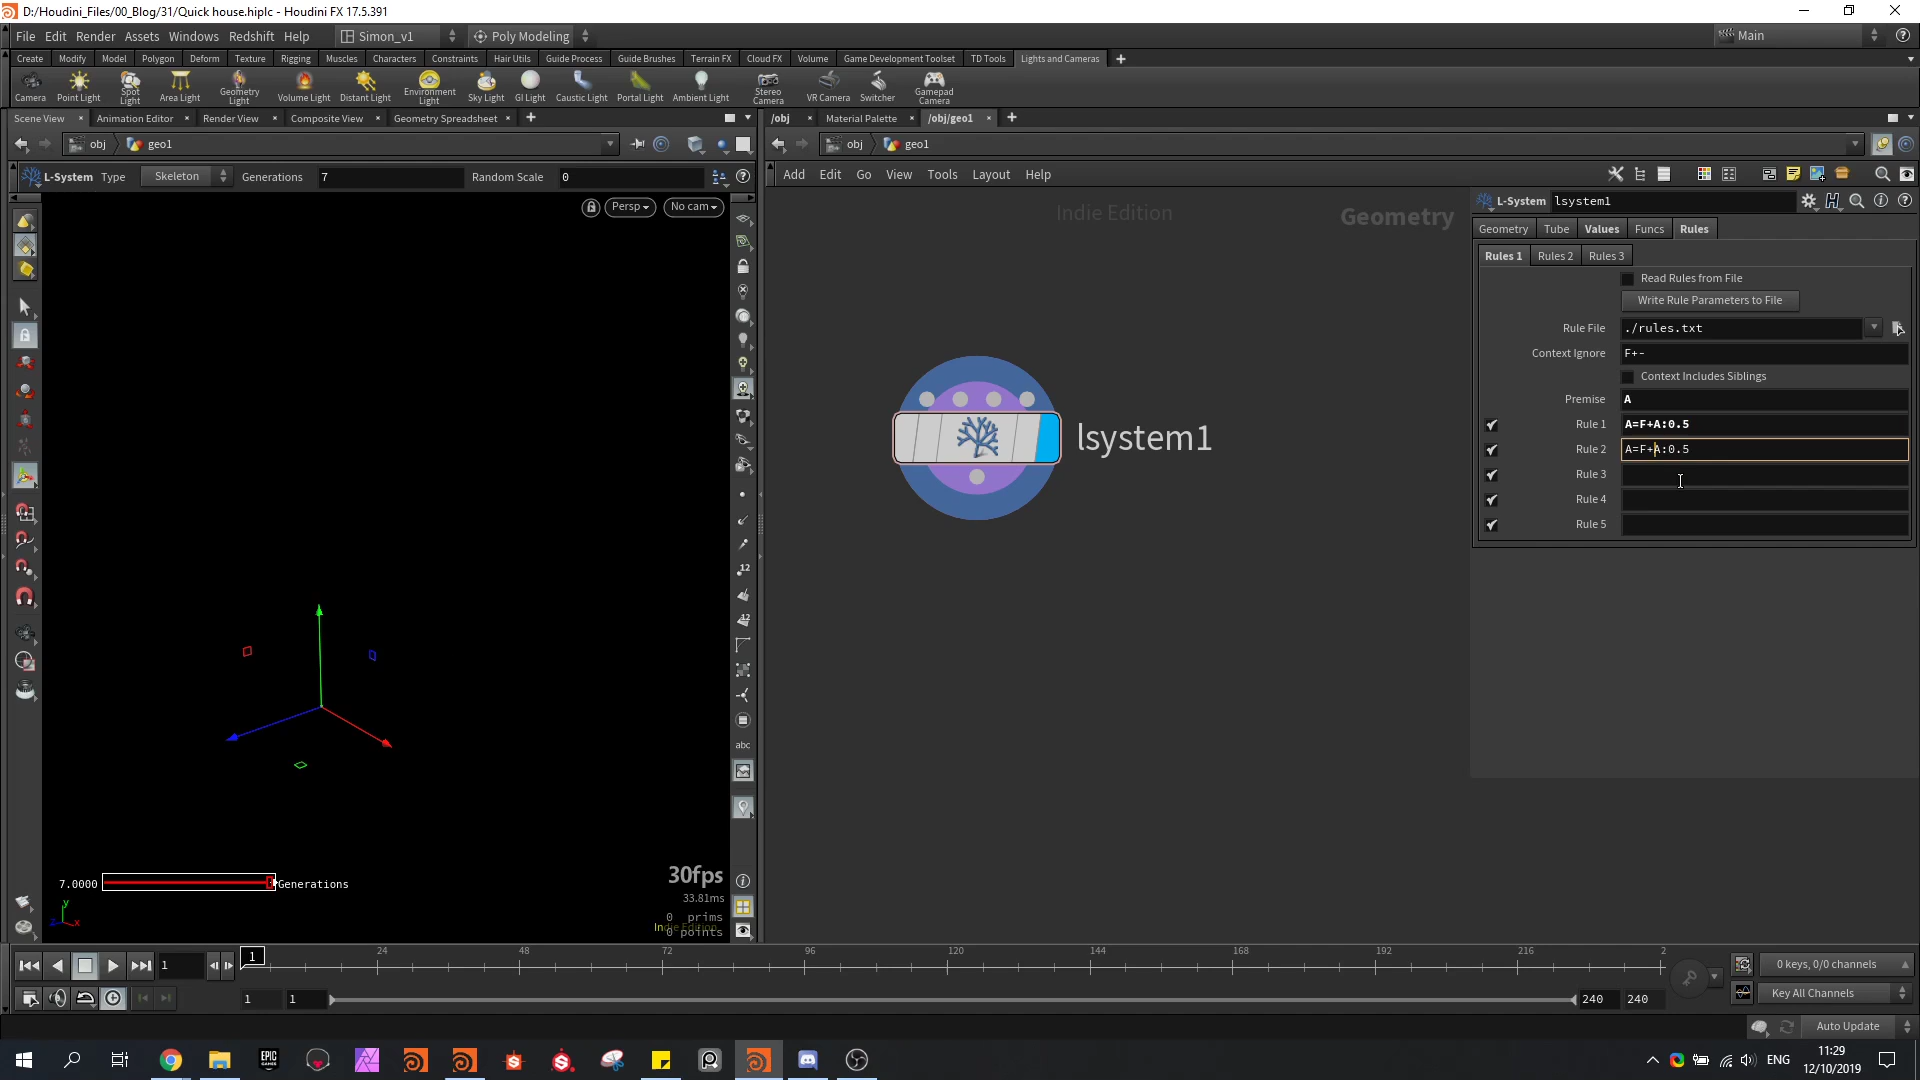 D:/Houdini_Files/00_Blog/31/Quick house.hiplc - Houdini FX 17.5.391
File Edit Render Assets Windows Redshift Help Simon_v1 Poly Modeling Main
Create Modify Model Polygon Deform Texture Rigging Muscles Characters Constraints Hair Utils Guide Process Guide Brushes Terrain FX Cloud FX Volume Game Development Toolset TD Tools Lights and Cameras
Camera Point Light Spot Light Area Light Geometry Light Volume Light Distant Light Environment Light Sky Light GI Light Caustic Light Portal Light Ambient Light Stereo Camera VR Camera Switcher Gamepad Camera
Scene View Animation Editor Render View Composite View Geometry Spreadsheet
/obj Material Palette /obj/geo1
obj geo1
obj geo1
L-System Type Skeleton Generations 7 Random Scale 0
Add Edit Go View Tools Layout Help
Persp No cam
Indie Edition
Geometry
L-System lsystem1
Geometry Tube Values Funcs Rules
Rules 1 Rules 2 Rules 3
Read Rules from File
Write Rule Parameters to File
Rule File ./rules.txt
Context Ignore F+-
Context Includes Siblings
Premise A
Rule 1 A=F+A:0.5
Rule 2 A=F+A:0.5
Rule 3
Rule 4
Rule 5
lsystem1
12
12
abc
7.0000 Generations
y
z x
30fps
33.81ms
0 prims
0 points
1 1 24 48 72 96 120 144 168 192 216 2
0 keys, 0/0 channels
1 1 240 240
Key All Channels
Auto Update
EPIC GAMES
ENG
11:29
12/10/2019